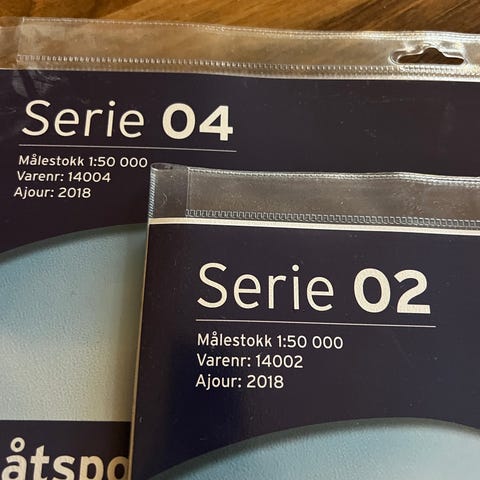 Serie 04
Målestokk 1:50 000
Varenr: 14004
Ajour: 2018
Serie 02
Målestokk 1:50 000
Varenr: 14002
Ajour: 2018